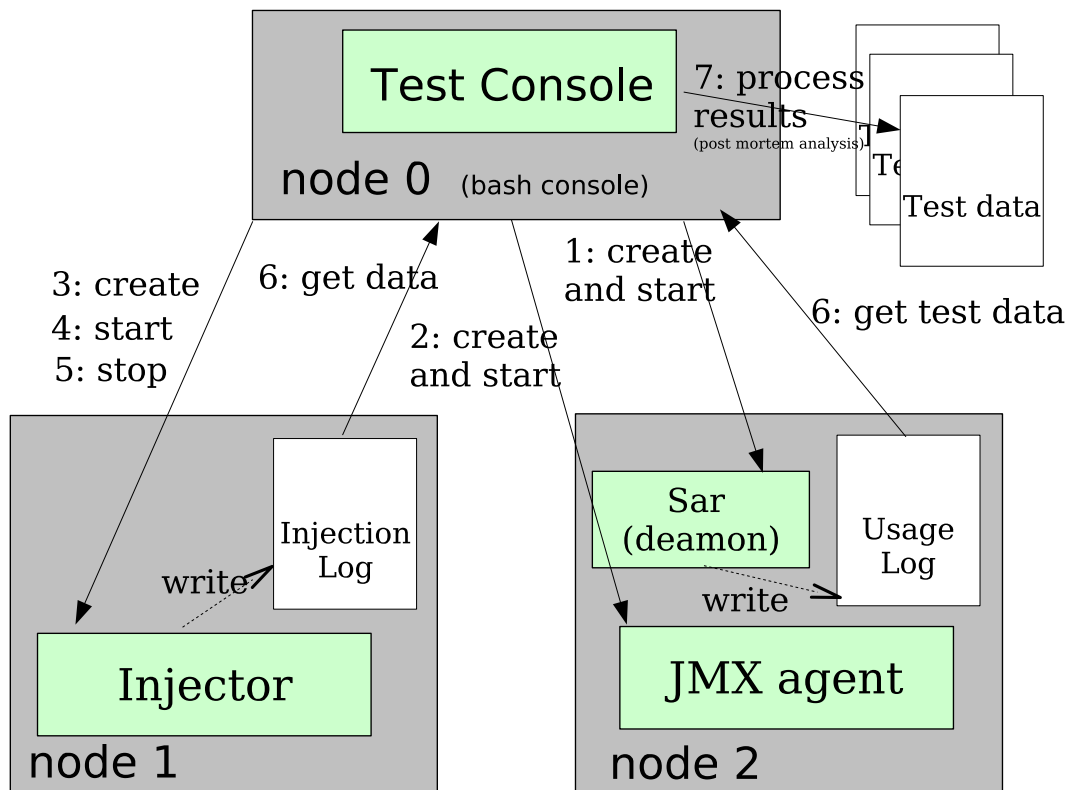 Test Console
node 0 (bash console)
7: process
results
(post mortem analysis)
T
Te
Test data
3: create
4: start
5: stop
6: get data
2: create
and start
1: create
and start
6: get test data
Injection
Log
write
Injector
node 1
Sar
(deamon)
Usage
Log
write
JMX agent
node 2